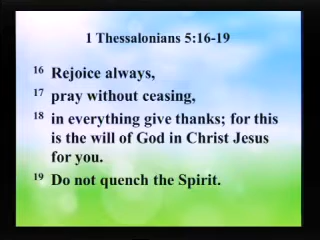 1 Thessalonians 5:16-19
16 Rejoice always,
17 pray without ceasing,
18 in everything give thanks; for this
is the will of God in Christ Jesus
for you.
19 Do not quench the Spirit.